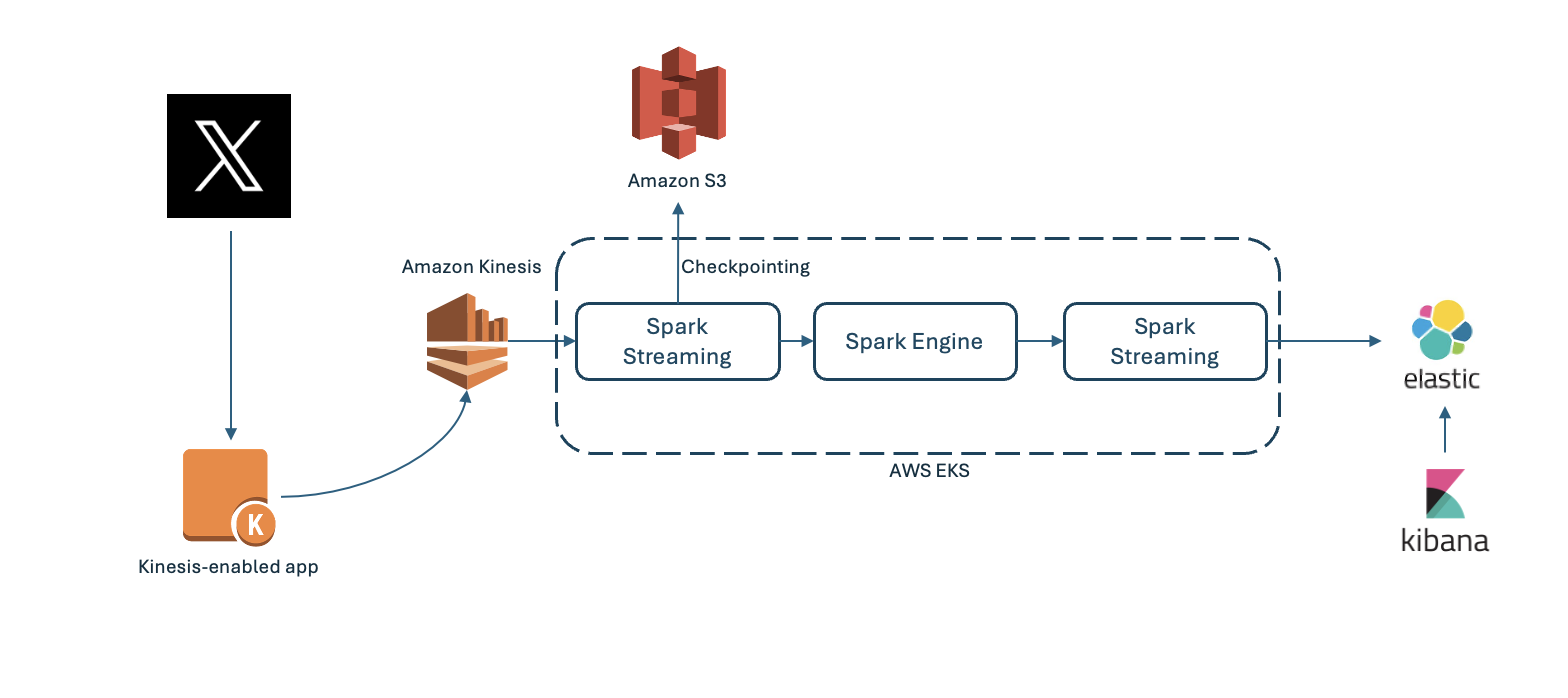 X
Amazon S3
Amazon Kinesis
Checkpointing
Spark
Streaming
Spark Engine
Spark
Streaming
elastic
AWS EKS
K
kibana
Kinesis-enabled app